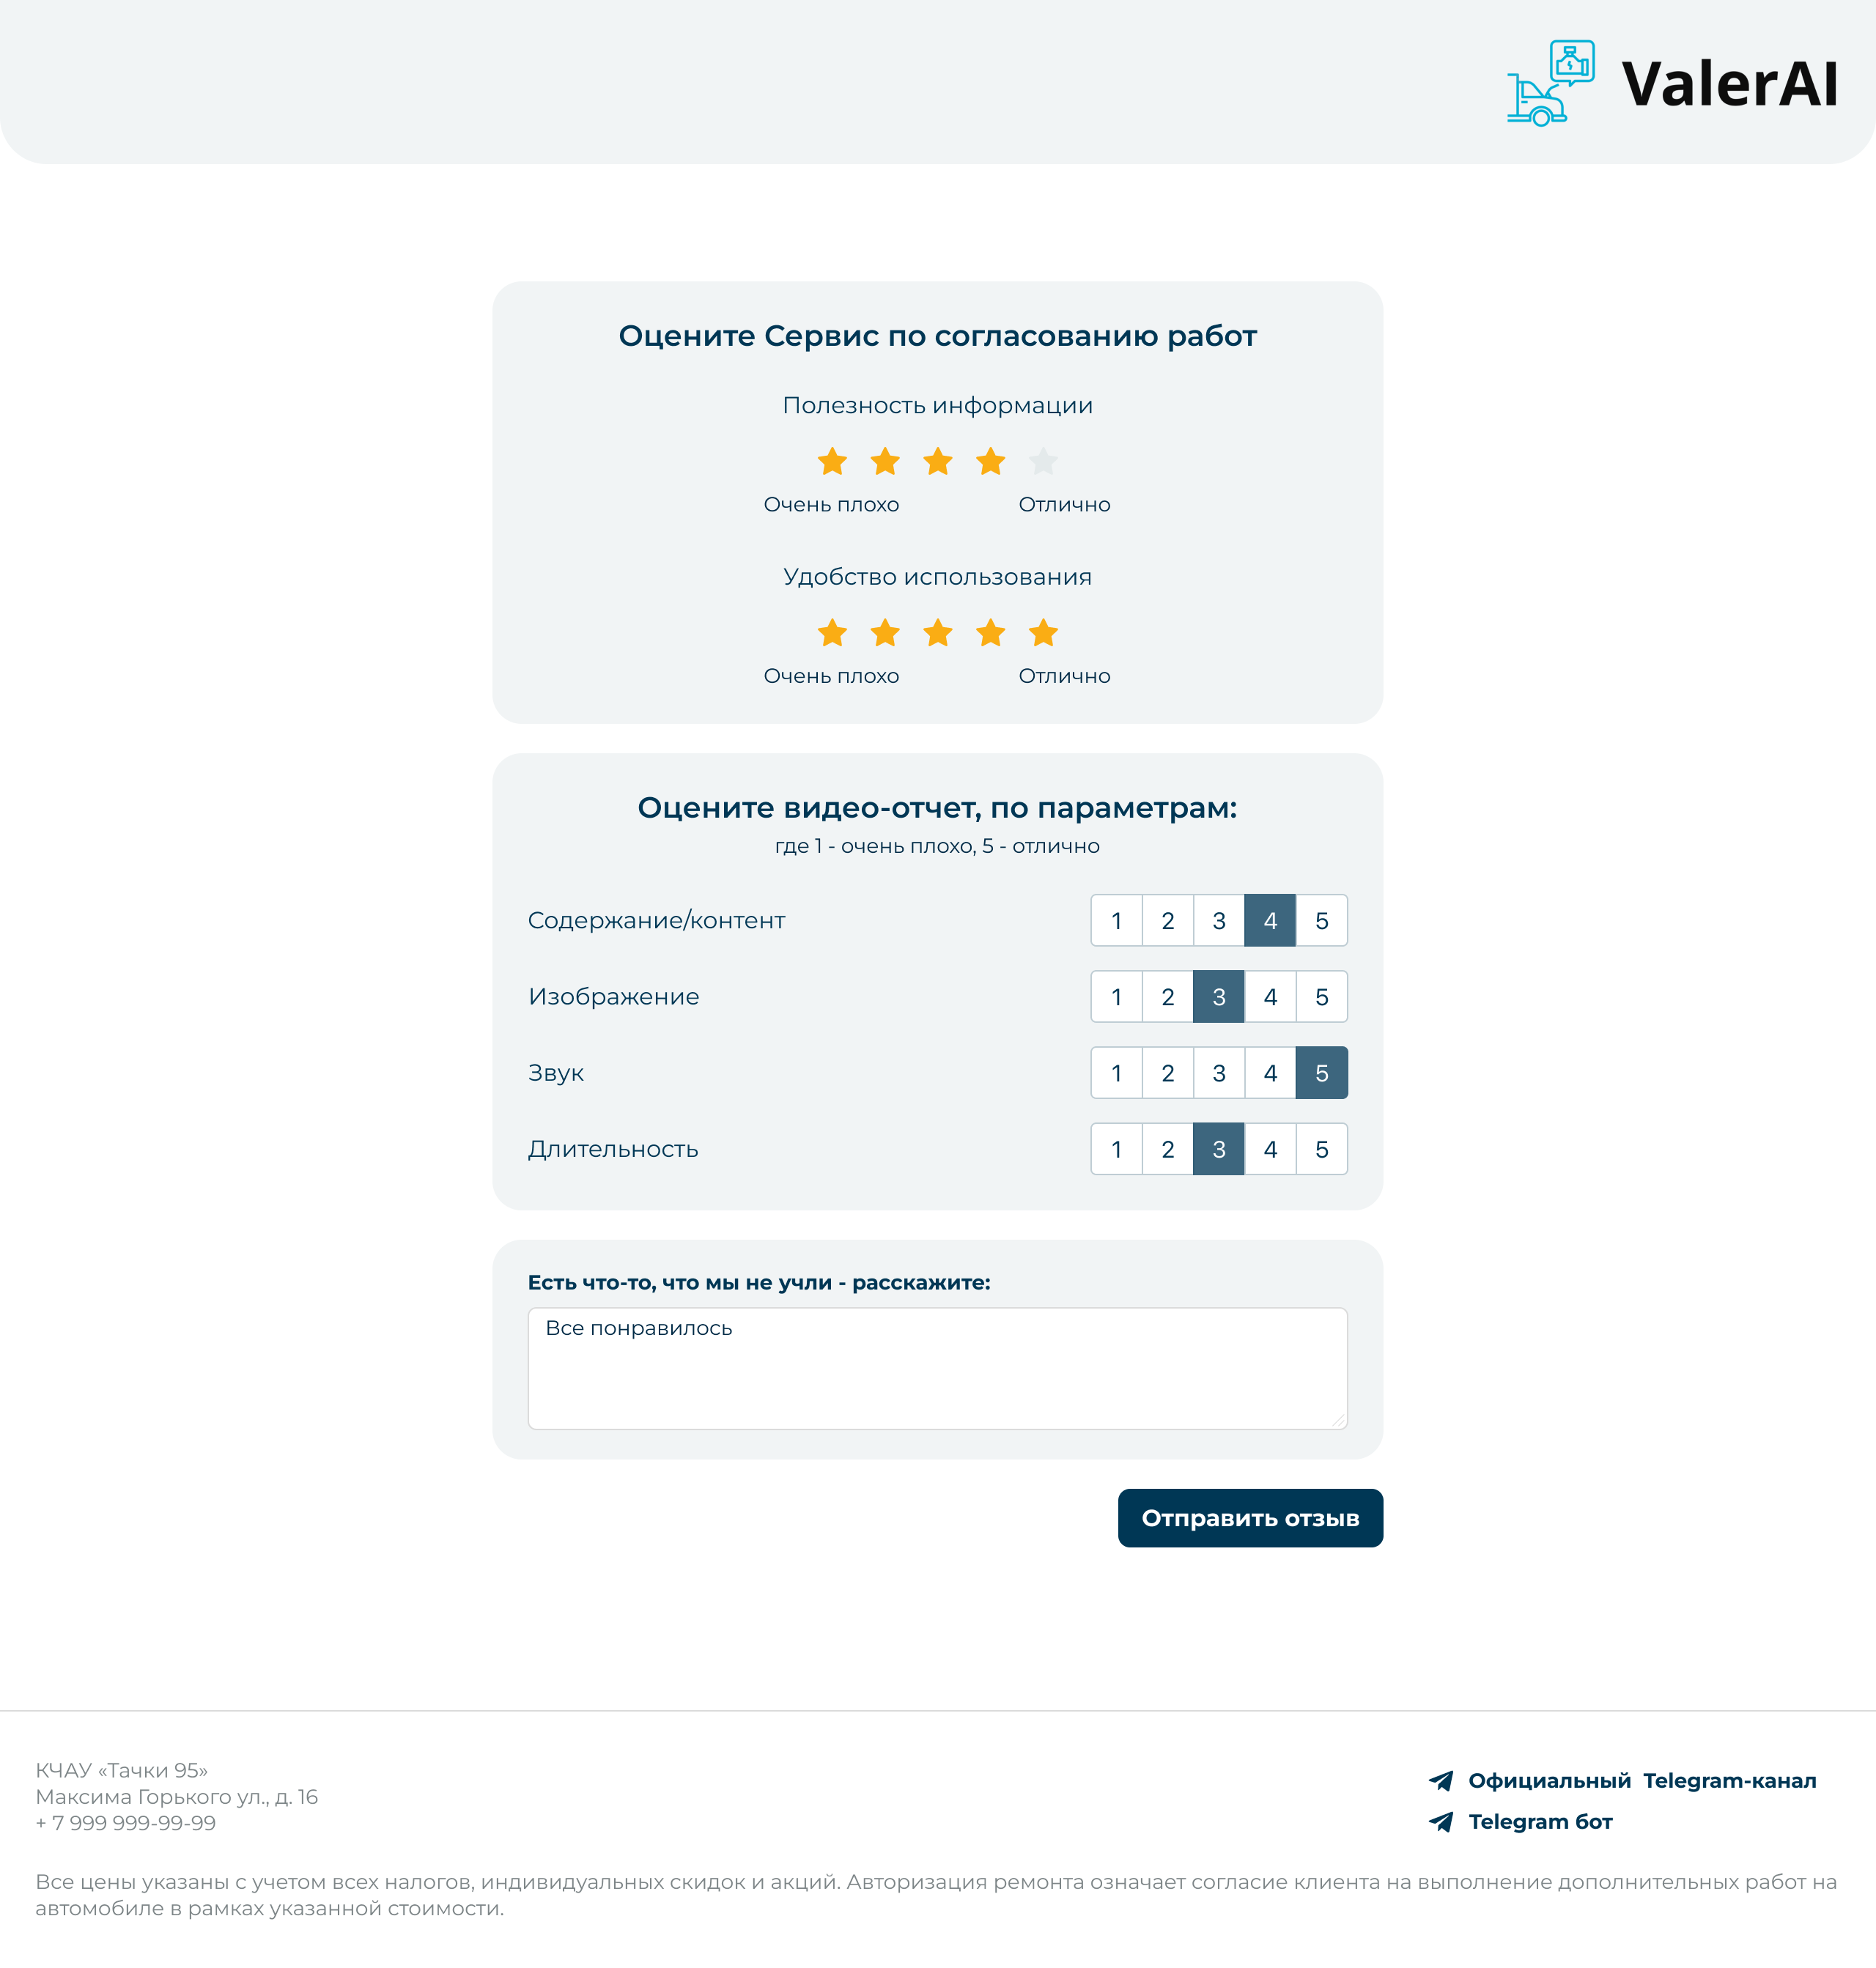 ValerAI
Оцените Сервис по согласованию работ
Полезность информации
Очень плохо Отлично
Удобство использования
Очень плохо Отлично
Оцените видео-отчет, по параметрам:
где 1 - очень плохо, 5 - отлично
Содержание/контент 1 2 3 4 5
Изображение 1 2 3 4 5
Звук 1 2 3 4 5
Длительность 1 2 3 4 5
Есть что-то, что мы не учли - расскажите:
Все понравилось
Отправить отзыв
КЧАУ «Тачки 95»
Максима Горького ул., д. 16
+ 7 999 999-99-99
Официальный Telegram-канал
Telegram бот
Все цены указаны с учетом всех налогов, индивидуальных скидок и акций. Авторизация ремонта означает согласие клиента на выполнение дополнительных работ на
автомобиле в рамках указанной стоимости.